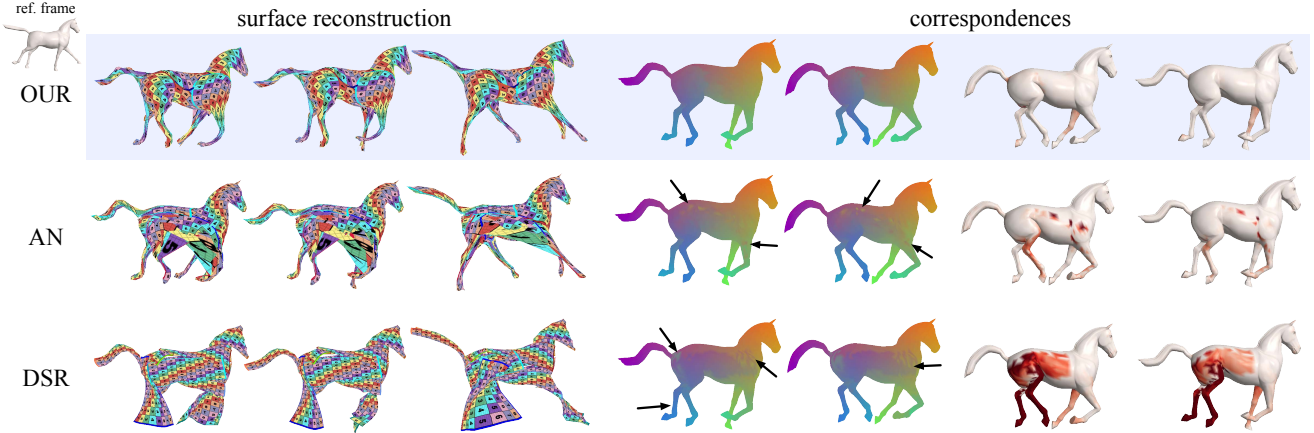 ref. frame
surface reconstruction
correspondences
OUR
AN
DSR